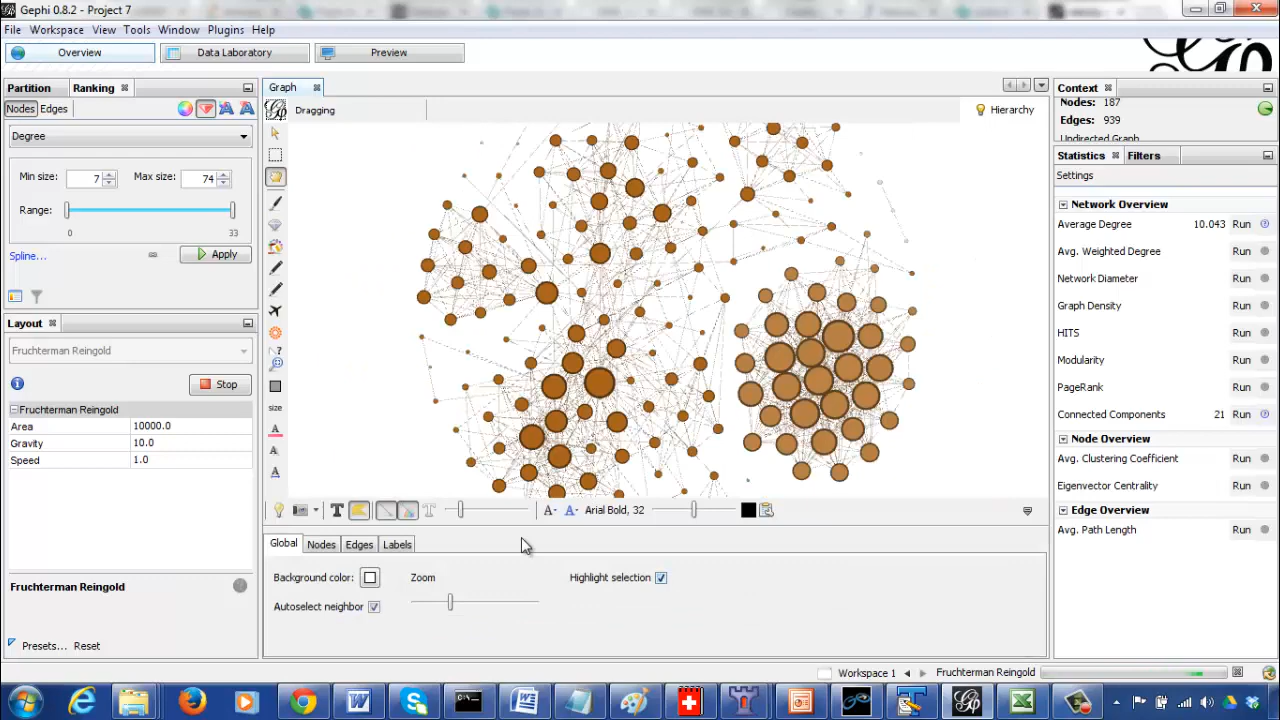 Gephi 0.8.2 - Project 7
File Workspace View Tools Window Plugins Help
Overview Data Laboratory Preview
Partition Ranking
Nodes Edges
Degree
Min size: 7 Max size: 74
Range:
0 33
Spline... Apply
Layout
Fruchterman Reingold
Stop
Fruchterman Reingold
Area 10000.0
Gravity 10.0
Speed 1.0
Fruchterman Reingold
Presets... Reset
Graph
Dragging Hierarchy
size
A
A
A
T T T A- A- Arial Bold, 32
Global Nodes Edges Labels
Background color: Zoom Highlight selection
Autoselect neighbor
Context
Nodes: 187
Edges: 939
Undirected Graph
Statistics Filters
Settings
Network Overview
Average Degree 10.043 Run
Avg. Weighted Degree Run
Network Diameter Run
Graph Density Run
HITS Run
Modularity Run
PageRank Run
Connected Components 21 Run
Node Overview
Avg. Clustering Coefficient Run
Eigenvector Centrality Run
Edge Overview
Avg. Path Length Run
Workspace 1 Fruchterman Reingold